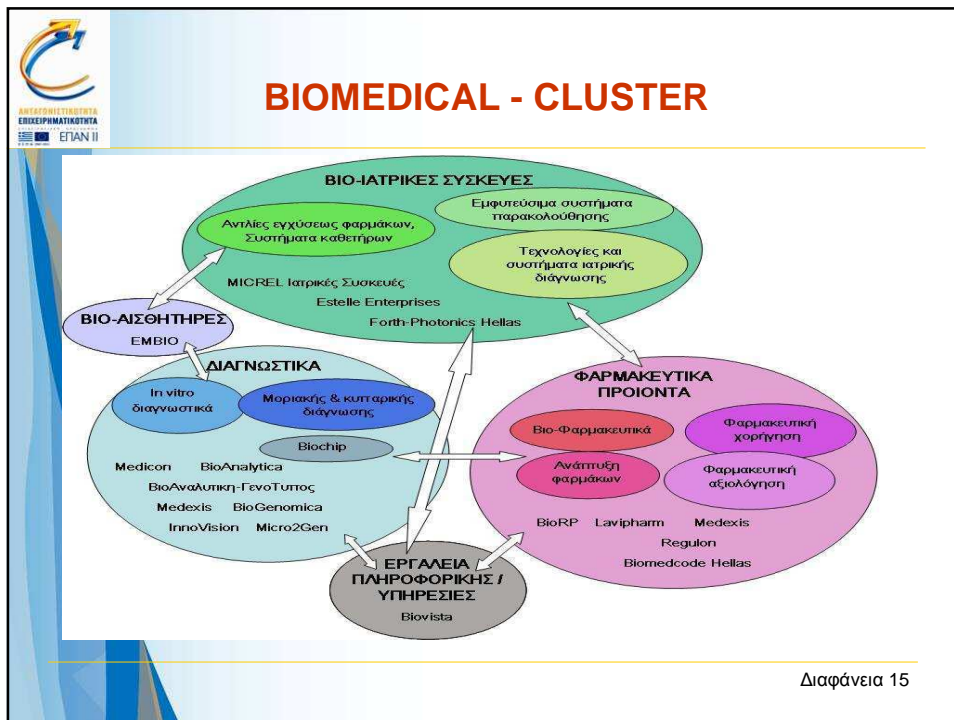 ΑΝΤΑΓΩΝΙΣΤΙΚΟΤΗΤΑ
ΕΠΙΧΕΙΡΗΜΑΤΙΚΟΤΗΤΑ
ΕΠΑΝ ΙΙ
BIOMEDICAL - CLUSTER
ΒΙΟ-ΙΑΤΡΙΚΕΣ ΣΥΣΚΕΥΕΣ
Εμφυτεύσιμα συστήματα
παρακολούθησης
Αντλίες εγχύσεως φαρμάκων,
Συστήματα καθετήρων
Τεχνολογίες και
συστήματα ιατρικής
διάγνωσης
MICREL Ιατρικές Συσκευές
Estelle Enterprises
Forth-Photonics Hellas
ΒΙΟ-ΑΙΣΘΗΤΗΡΕΣ
EMBIO
ΔΙΑΓΝΩΣΤΙΚΑ
In vitro
διαγνωστικά
Μοριακής & κυτταρικής
διάγνωσης
Biochip
Medicon BioAnalytica
ΒιοΑναλυτικη-ΓενοΤυπος
Medexis BioGenomica
InnoVision Micro2Gen
ΦΑΡΜΑΚΕΥΤΙΚΑ
ΠΡΟΙΟΝΤΑ
Βιο-Φαρμακευτικά
Φαρμακευτική
χορήγηση
Ανάπτυξη
φαρμάκων
Φαρμακευτική
αξιολόγηση
BioRP Lavipharm Medexis
Regulon
Biomedcode Hellas
ΕΡΓΑΛΕΙΑ
ΠΛΗΡΟΦΟΡΙΚΗΣ /
ΥΠΗΡΕΣΙΕΣ
Biovista
Διαφάνεια 15